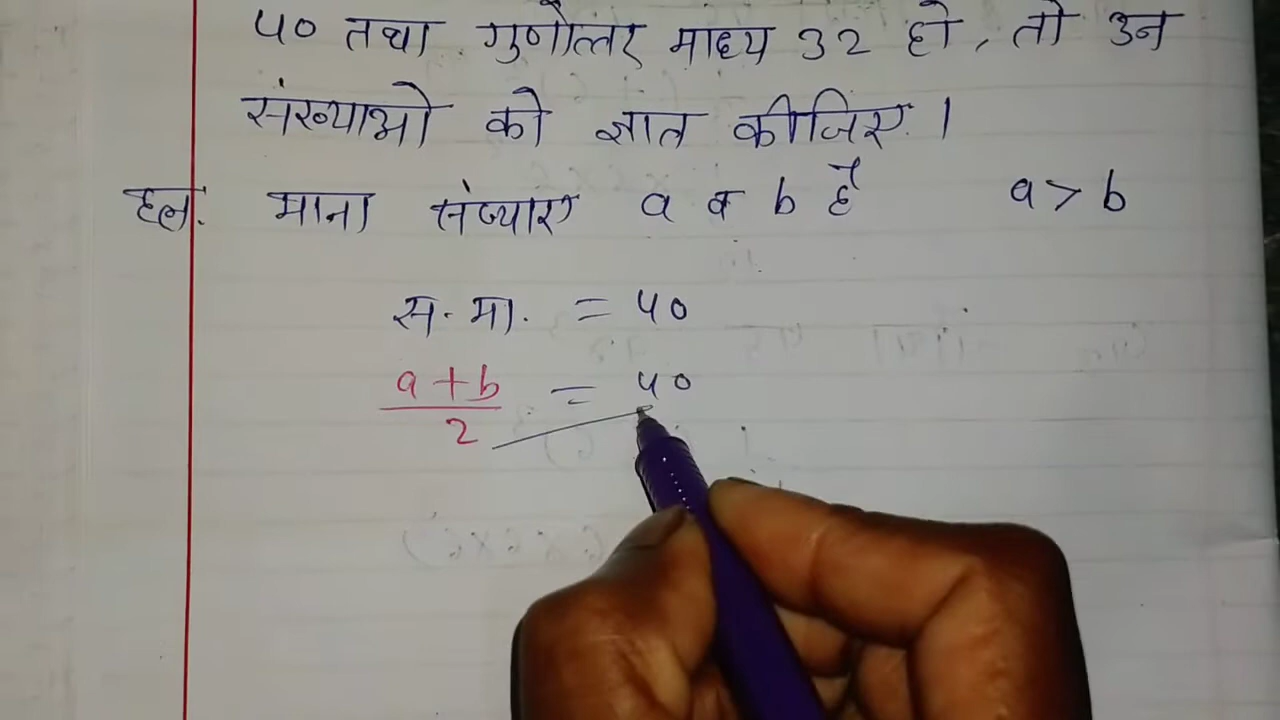 40 तथा गुणोत्तर माध्य 32 हो, तो उन
संख्याओ को ज्ञात कीजिए।
हल. माना संख्याए a व b है a > b
स. मा. = 40
a + b / 2 = 40